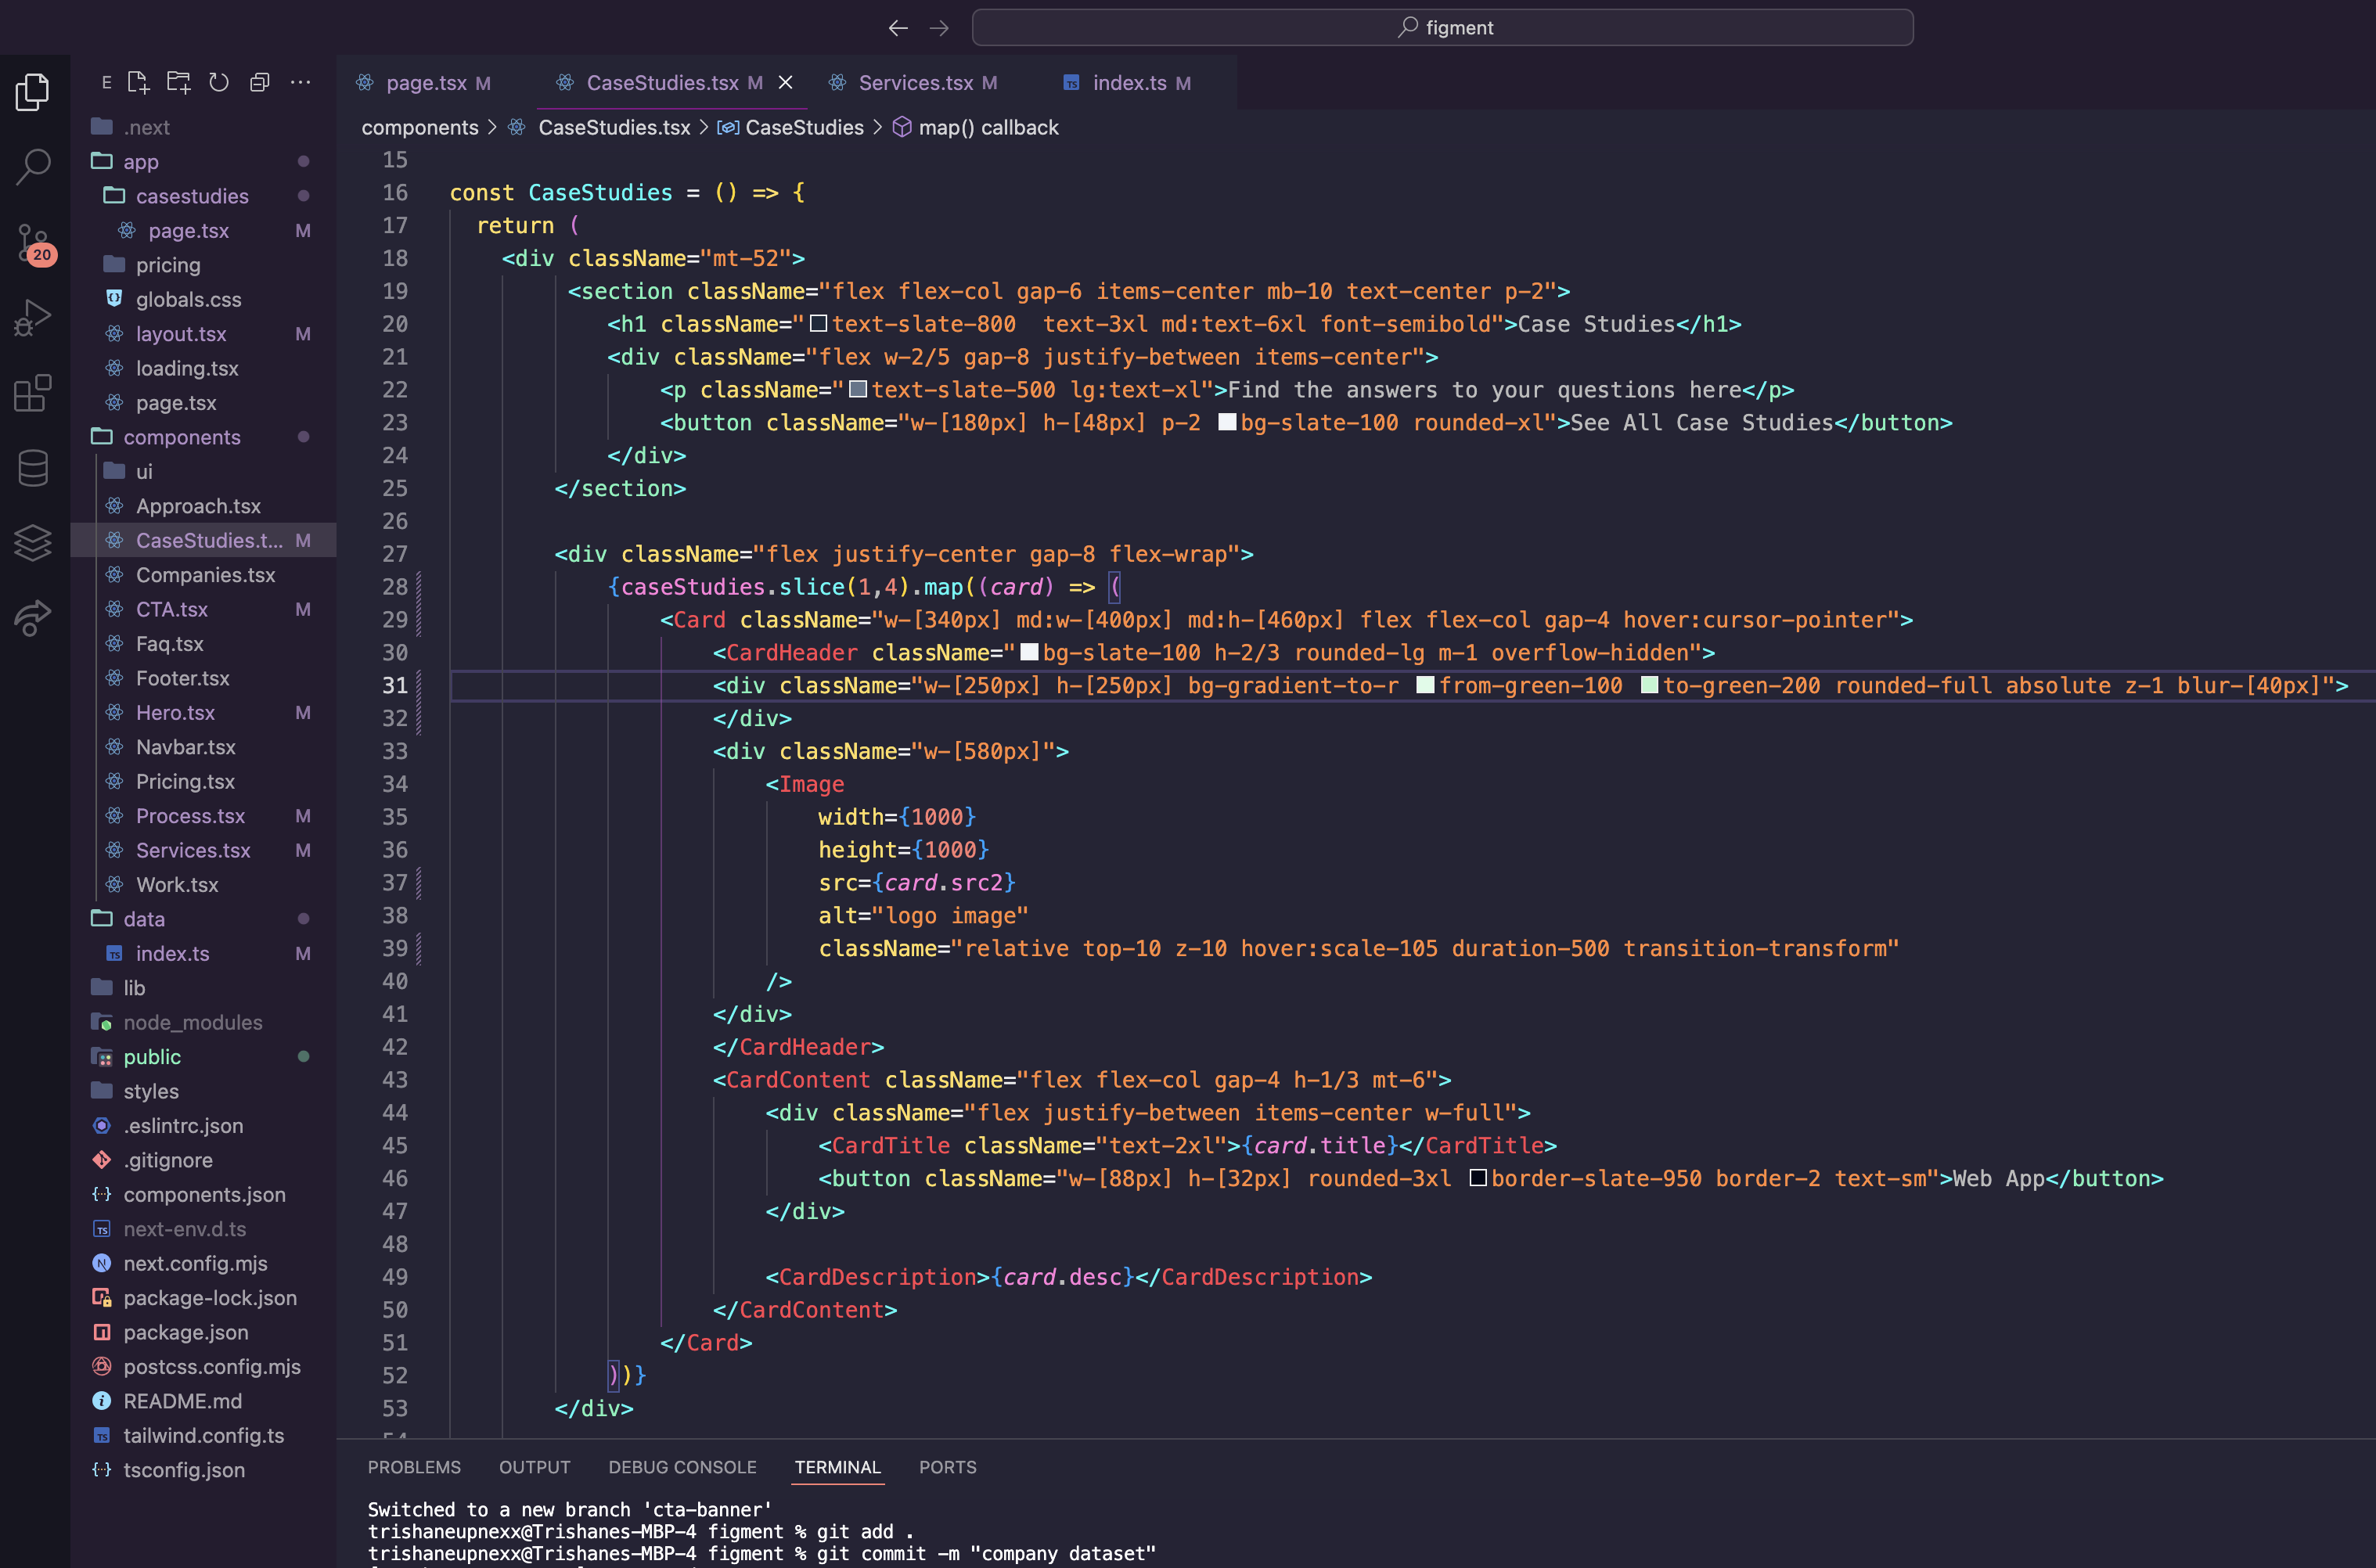 figment
E
page.tsx M
CaseStudies.tsx M
Services.tsx M
TS index.ts M
components > CaseStudies.tsx > CaseStudies > map() callback
.next
app
casestudies
page.tsx M
pricing
globals.css
layout.tsx M
loading.tsx
page.tsx
components
ui
Approach.tsx
CaseStudies.t... M
Companies.tsx
CTA.tsx M
Faq.tsx
Footer.tsx
Hero.tsx M
Navbar.tsx
Pricing.tsx
Process.tsx M
Services.tsx M
Work.tsx
data
TS index.ts M
lib
node_modules
public
styles
.eslintrc.json
.gitignore
components.json
TS next-env.d.ts
N next.config.mjs
package-lock.json
package.json
postcss.config.mjs
README.md
TS tailwind.config.ts
tsconfig.json
20
15
16 const CaseStudies = () => {
17 return (
18 <div className="mt-52">
19 <section className="flex flex-col gap-6 items-center mb-10 text-center p-2">
20 <h1 className="text-slate-800  text-3xl md:text-6xl font-semibold">Case Studies</h1>
21 <div className="flex w-2/5 gap-8 justify-between items-center">
22 <p className="text-slate-500 lg:text-xl">Find the answers to your questions here</p>
23 <button className="w-[180px] h-[48px] p-2 bg-slate-100 rounded-xl">See All Case Studies</button>
24 </div>
25 </section>
26
27 <div className="flex justify-center gap-8 flex-wrap">
28 {caseStudies.slice(1,4).map((card) => (
29 <Card className="w-[340px] md:w-[400px] md:h-[460px] flex flex-col gap-4 hover:cursor-pointer">
30 <CardHeader className="bg-slate-100 h-2/3 rounded-lg m-1 overflow-hidden">
31 <div className="w-[250px] h-[250px] bg-gradient-to-r from-green-100 to-green-200 rounded-full absolute z-1 blur-[40px]">
32 </div>
33 <div className="w-[580px]">
34 <Image
35 width={1000}
36 height={1000}
37 src={card.src2}
38 alt="logo image"
39 className="relative top-10 z-10 hover:scale-105 duration-500 transition-transform"
40 />
41 </div>
42 </CardHeader>
43 <CardContent className="flex flex-col gap-4 h-1/3 mt-6">
44 <div className="flex justify-between items-center w-full">
45 <CardTitle className="text-2xl">{card.title}</CardTitle>
46 <button className="w-[88px] h-[32px] rounded-3xl border-slate-950 border-2 text-sm">Web App</button>
47 </div>
48
49 <CardDescription>{card.desc}</CardDescription>
50 </CardContent>
51 </Card>
52 ))}
53 </div>
PROBLEMS OUTPUT DEBUG CONSOLE TERMINAL PORTS
Switched to a new branch 'cta-banner'
trishaneupnexx@Trishanes-MBP-4 figment % git add .
trishaneupnexx@Trishanes-MBP-4 figment % git commit -m "company dataset"